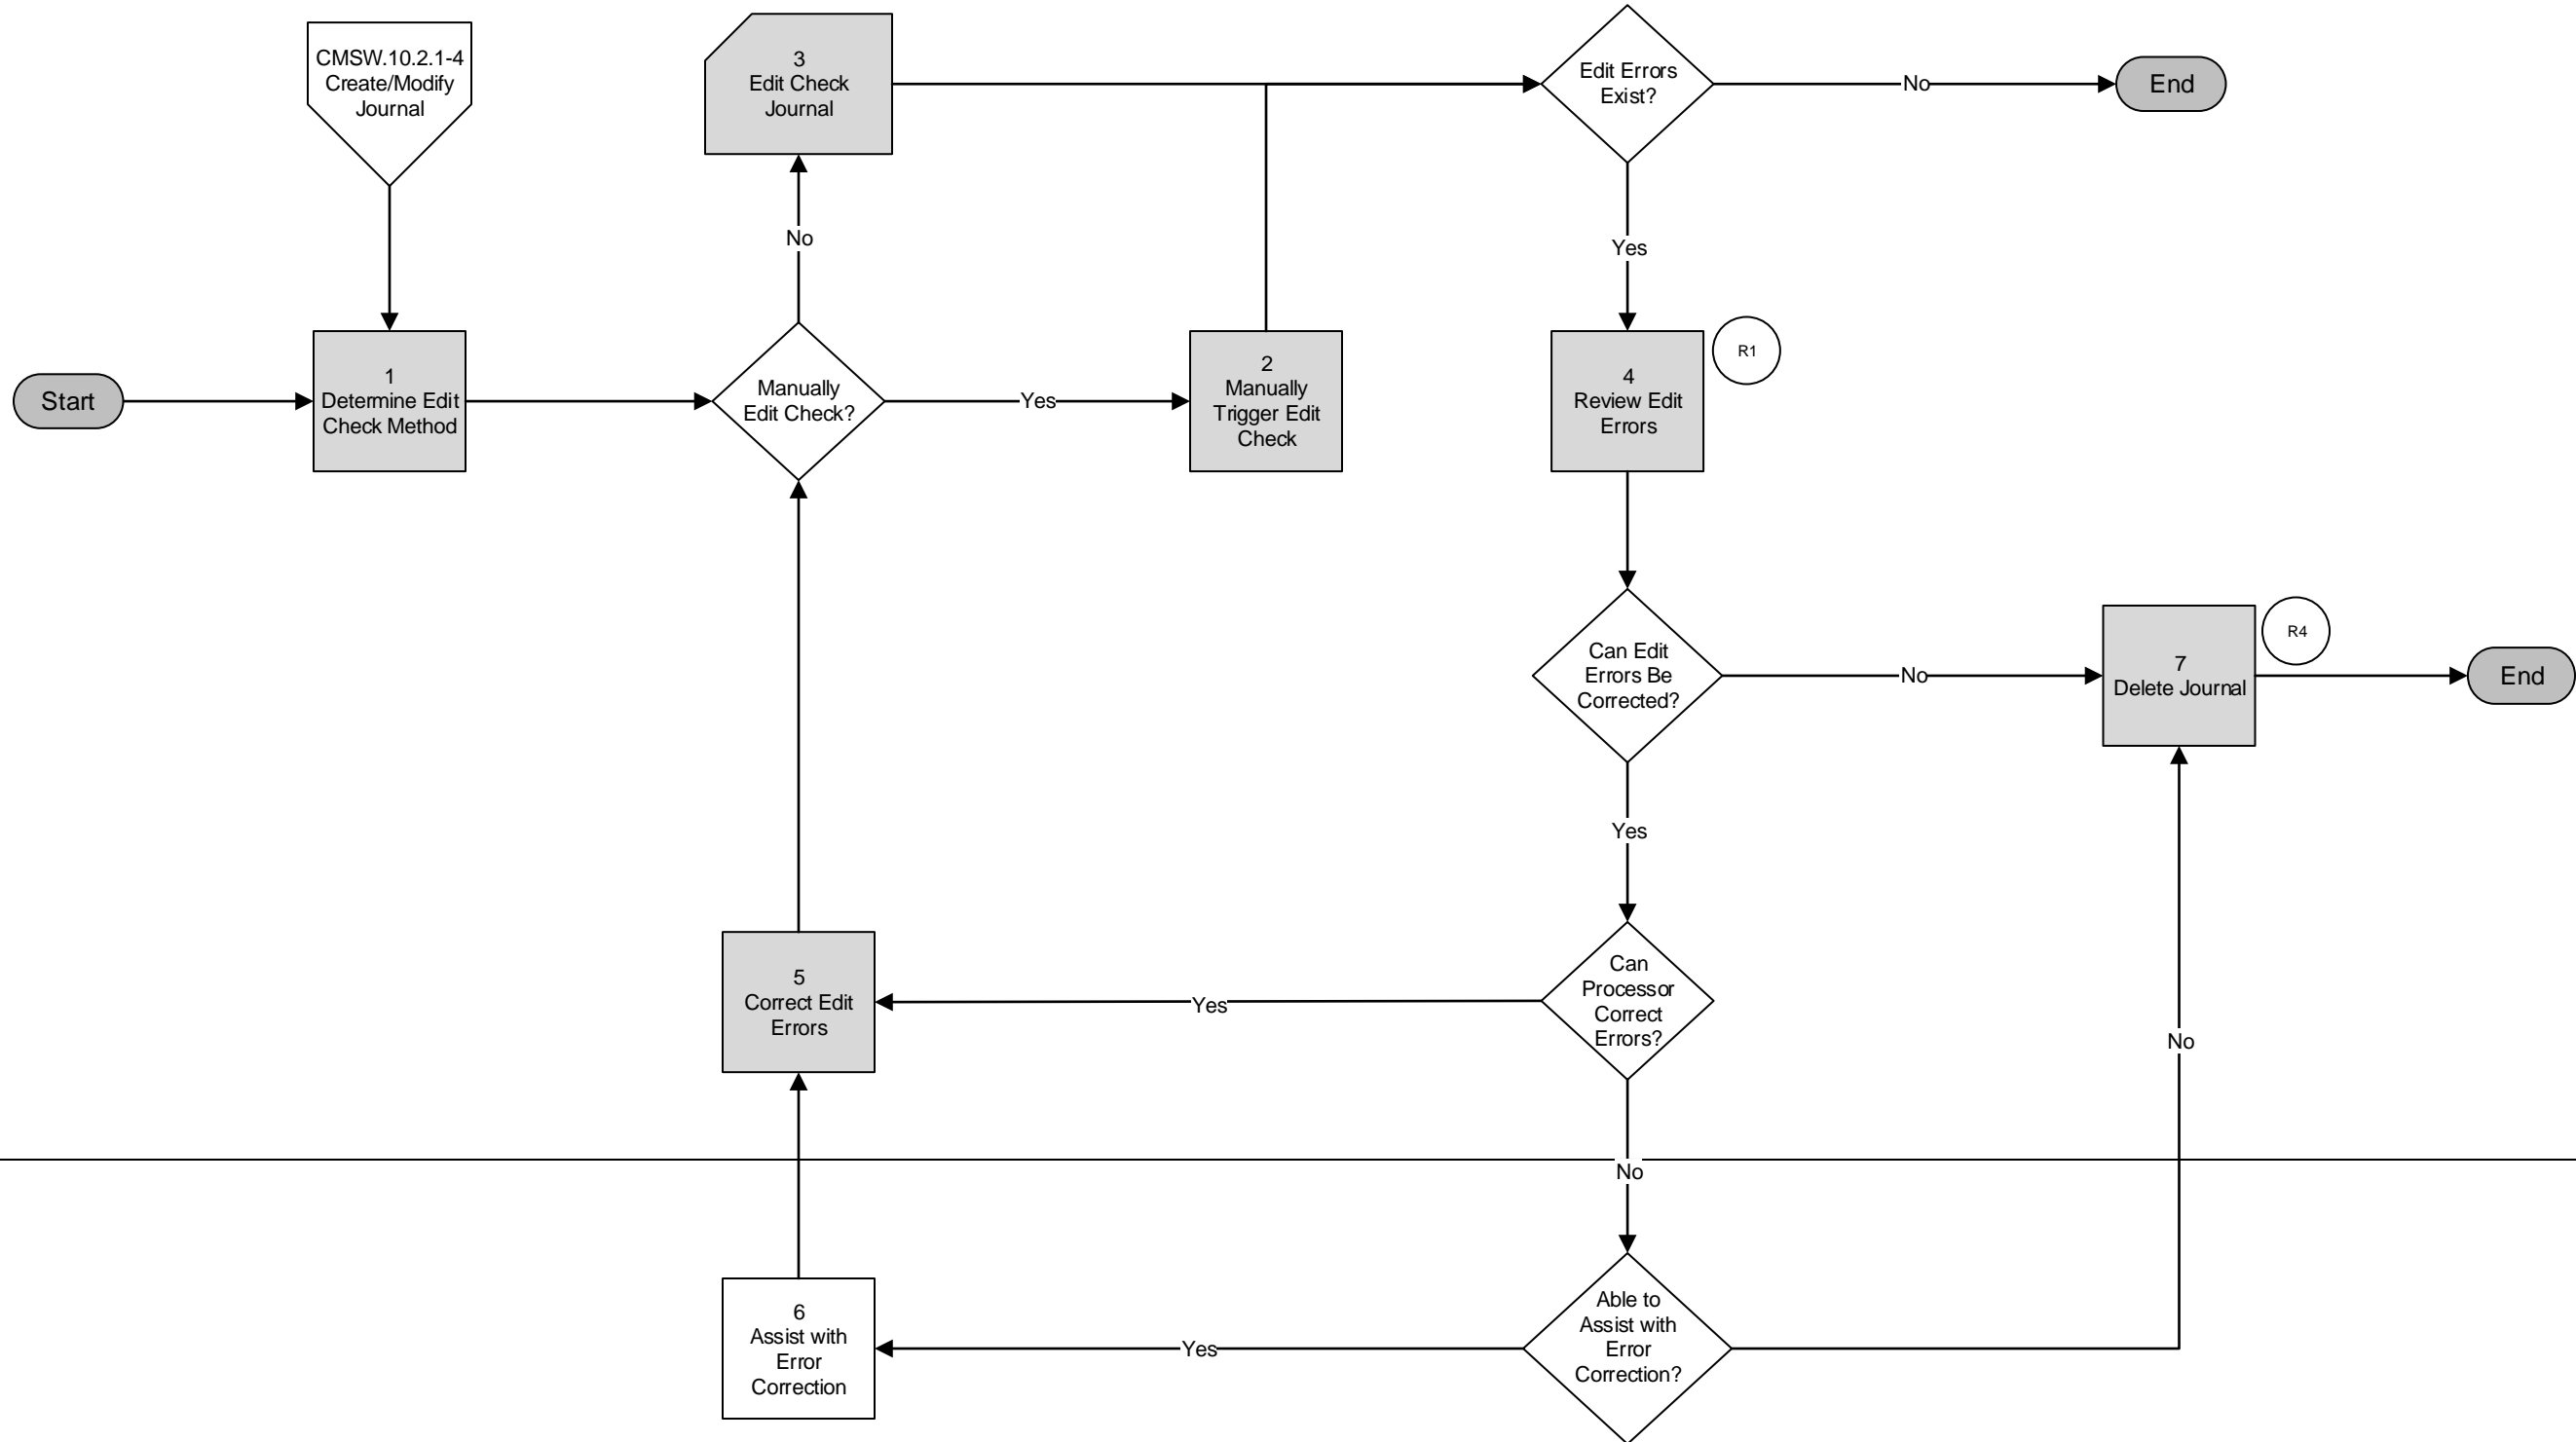 CMSW.10.2.1-4
Create/Modify
Journal
3
Edit Check
Journal
Edit Errors
Exist?
No
End
No
Yes
Start
1
Determine Edit
Check Method
Manually
Edit Check?
Yes
2
Manually
Trigger Edit
Check
4
Review Edit
Errors
R1
Can Edit
Errors Be
Corrected?
No
7
Delete Journal
R4
End
Yes
5
Correct Edit
Errors
Yes
Can
Processor
Correct
Errors?
No
No
6
Assist with
Error
Correction
Yes
Able to
Assist with
Error
Correction?